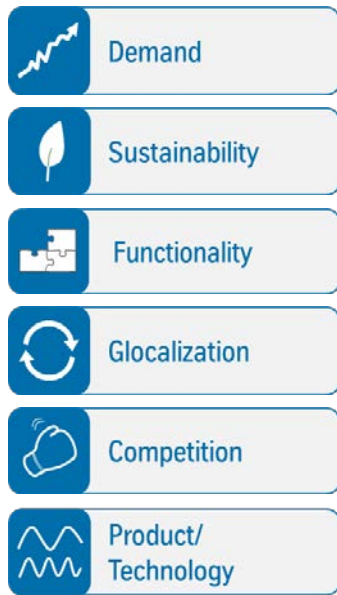 Demand
Sustainability
Functionality
Glocalization
Competition
Product/
Technology